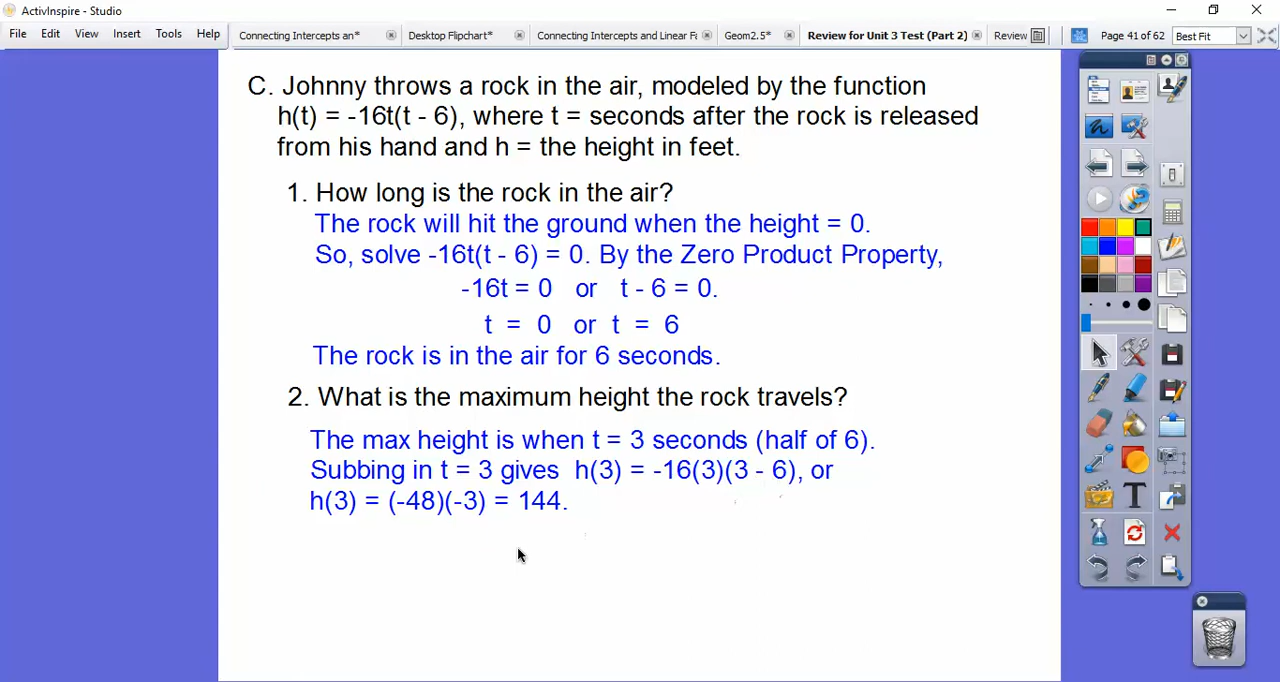 ActivInspire - Studio
File Edit View Insert Tools Help
Connecting Intercepts an* Desktop Flipchart* Connecting Intercepts and Linear Fa Geom2.5* Review for Unit 3 Test (Part 2) Review Page 41 of 62 Best Fit
C. Johnny throws a rock in the air, modeled by the function
h(t) = -16t(t - 6), where t = seconds after the rock is released
from his hand and h = the height in feet.
1. How long is the rock in the air?
The rock will hit the ground when the height = 0.
So, solve -16t(t - 6) = 0. By the Zero Product Property,
-16t = 0 or t - 6 = 0.
t = 0 or t = 6
The rock is in the air for 6 seconds.
2. What is the maximum height the rock travels?
The max height is when t = 3 seconds (half of 6).
Subbing in t = 3 gives h(3) = -16(3)(3 - 6), or
h(3) = (-48)(-3) = 144.